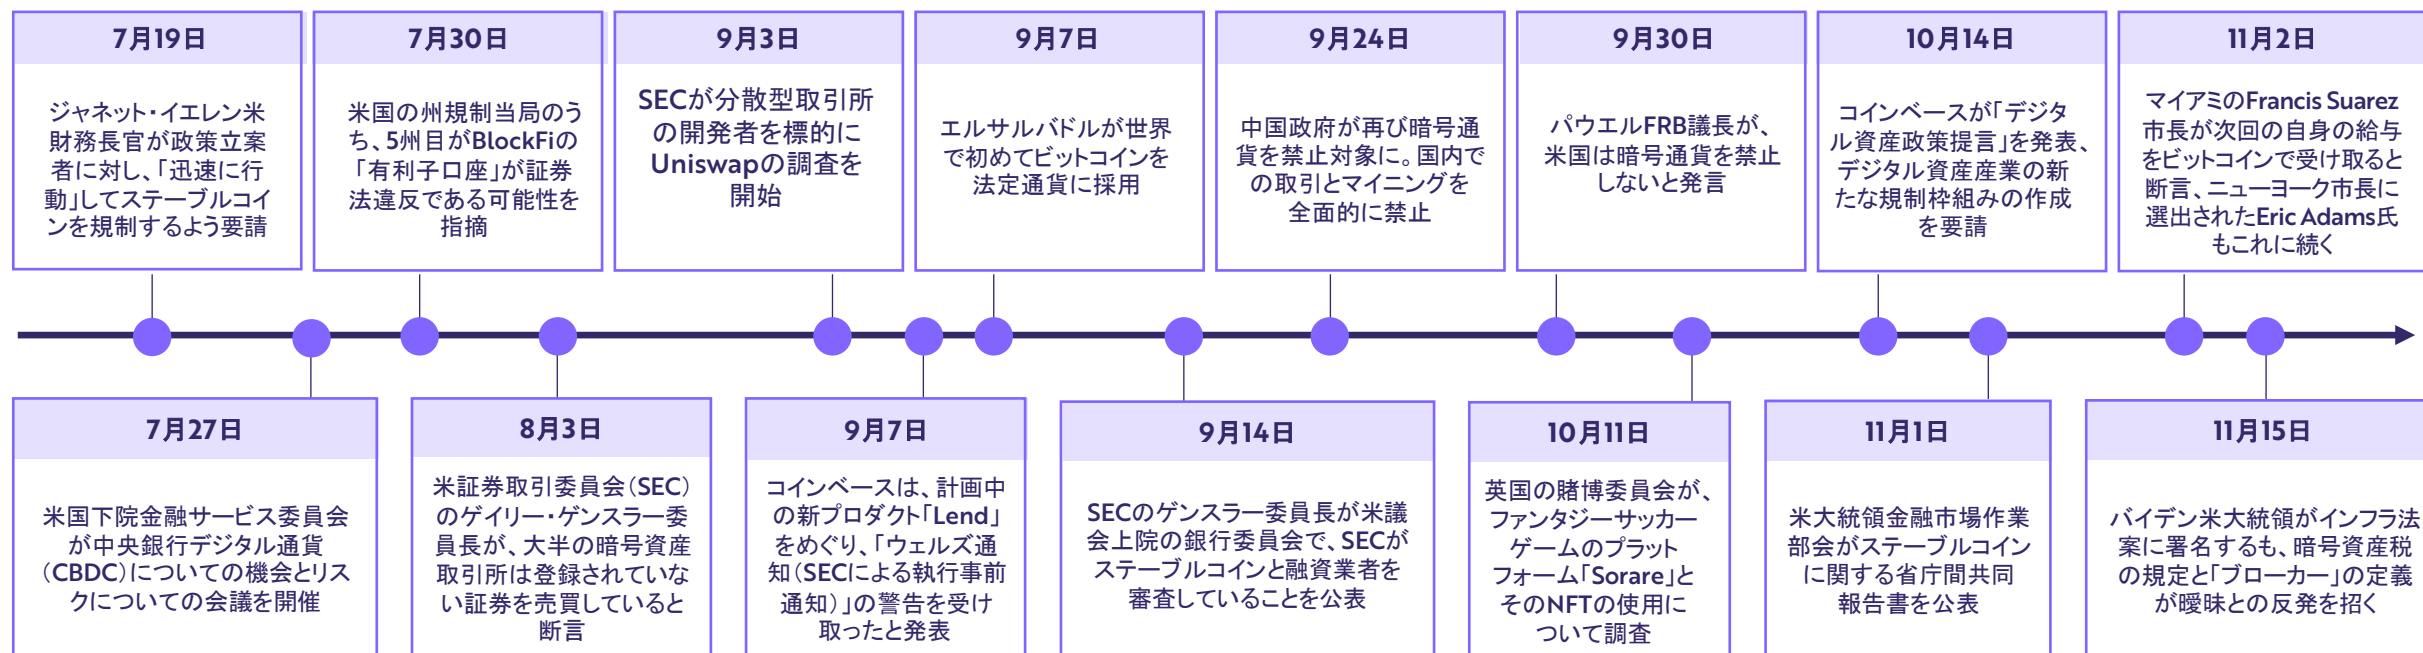 7月19日
ジャネット・イエレン米
財務長官が政策立案
者に対し、「迅速に行
動」してステーブルコイ
ンを規制するよう要請
7月30日
米国の州規制当局のう
ち、5州目がBlockFiの
「有利子口座」が証券
法違反である可能性を
指摘
9月3日
SECが分散型取引所
の開発者を標的に
Uniswapの調査を
開始
9月7日
エルサルバドルが世界
で初めてビットコインを
法定通貨に採用
9月24日
中国政府が再び暗号通
貨を禁止対象に。国内で
の取引とマイニングを
全面的に禁止
9月30日
パウエルFRB議長が、
米国は暗号通貨を禁止
しないと発言
10月14日
コインベースが「デジタ
ル資産政策提言」を発表、
デジタル資産産業の新
たな規制枠組みの作成
を要請
11月2日
マイアミのFrancis Suarez
市長が次回の自身の給与
をビットコインで受け取ると
断言、ニューヨーク市長に
選出されたEric Adams氏
もこれに続く
7月27日
米国下院金融サービス委員会
が中央銀行デジタル通貨
（CBDC）についての機会とリス
クについての会議を開催
8月3日
米証券取引委員会（SEC）
のゲイリー・ゲンスラー委
員長が、大半の暗号資産
取引所は登録されていな
い証券を売買していると
断言
9月7日
コインベースは、計画中
の新プロダクト「Lend」
をめぐり、「ウェルズ通
知（SECによる執行事前
通知）」の警告を受け
取ったと発表
9月14日
SECのゲンスラー委員長が米議
会上院の銀行委員会で、SECが
ステーブルコインと融資業者を
審査していることを公表
10月11日
英国の賭博委員会が、
ファンタジーサッカー
ゲームのプラット
フォーム「Sorare」と
そのNFTの使用に
ついて調査
11月1日
米大統領金融市場作業
部会がステーブルコイン
に関する省庁間共同
報告書を公表
11月15日
バイデン米大統領がインフラ法
案に署名するも、暗号資産税
の規定と「ブローカー」の定義
が曖昧との反発を招く